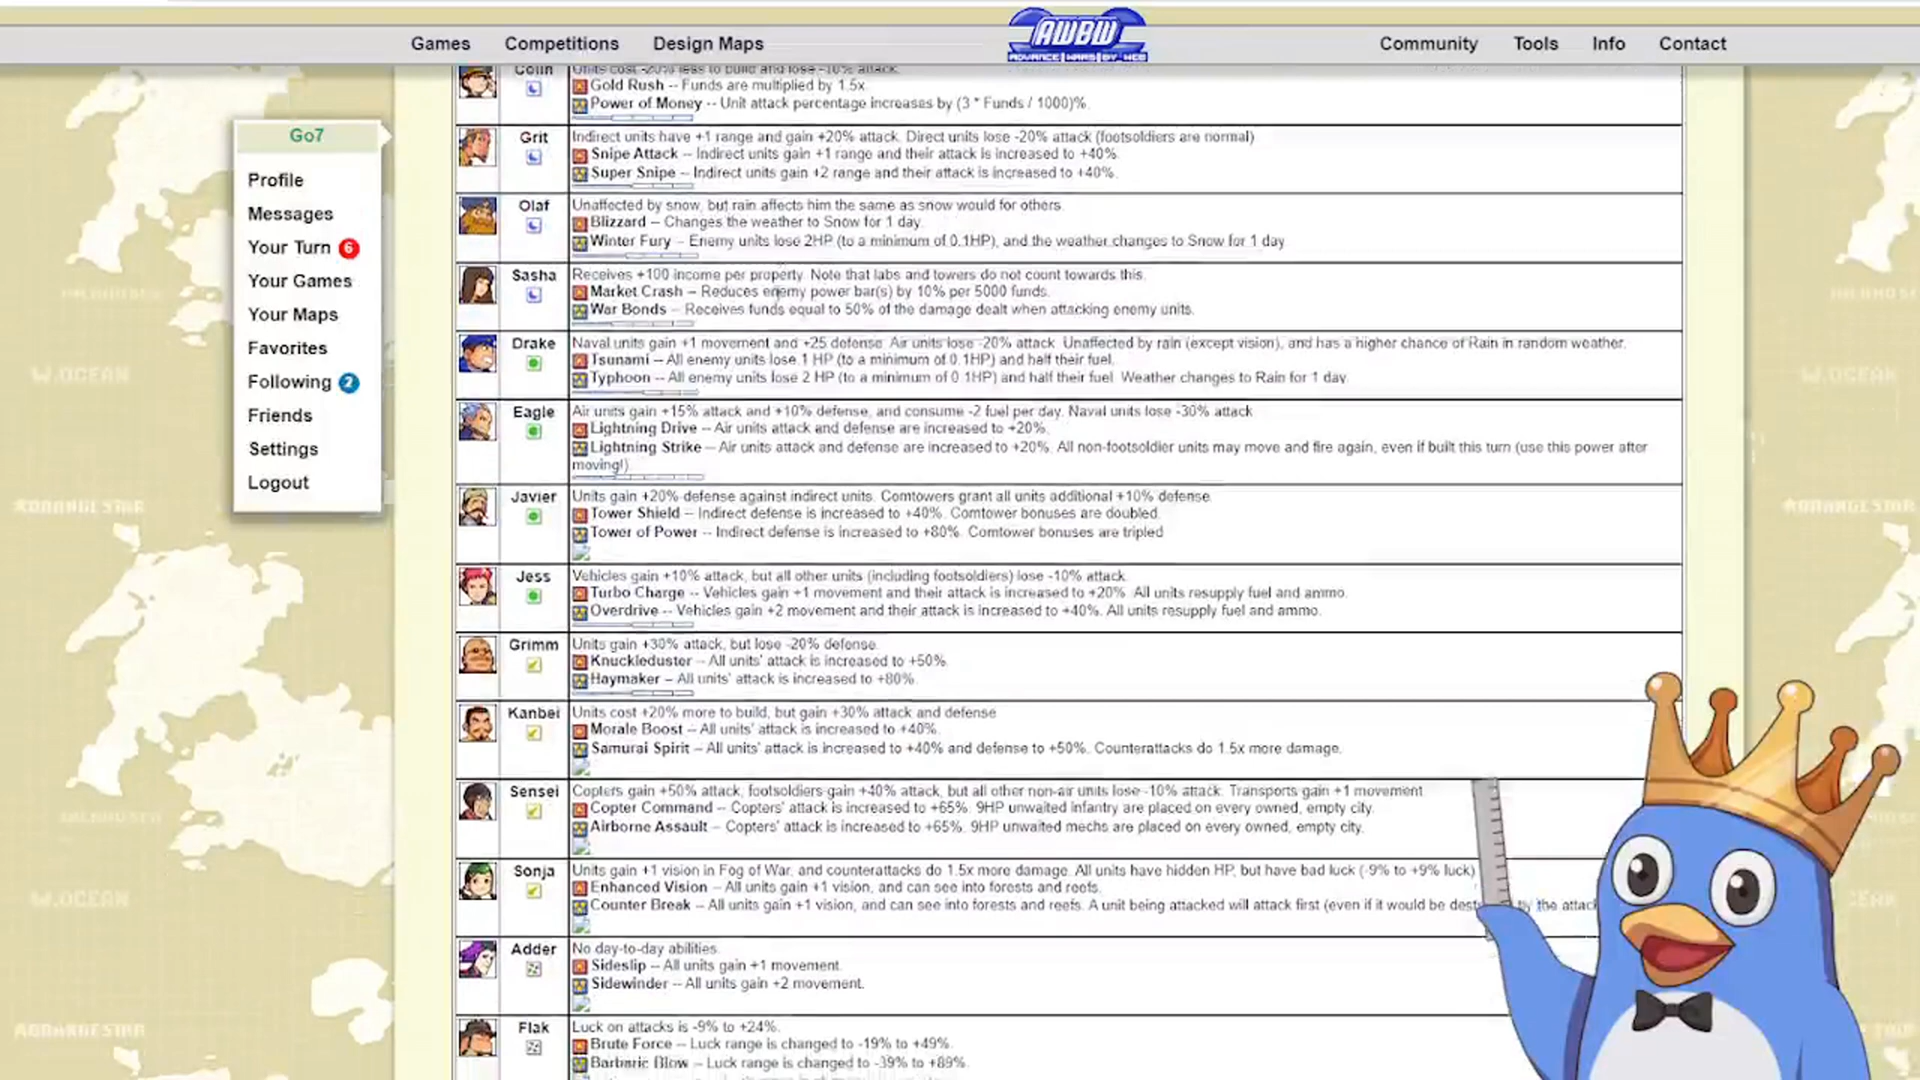 AWBW
ADVANCE WARS BY WEB
Games
Competitions
Design Maps
Community
Tools
Info
Contact
Go7
Profile
Messages
Your Turn 6
Your Games
Your Maps
Favorites
Following 2
Friends
Settings
Logout
Colin
Units cost -20% less to build and lose -10% attack.
Gold Rush -- Funds are multiplied by 1.5x.
Power of Money -- Unit attack percentage increases by (3 * Funds / 1000)%.
Grit
Indirect units have +1 range and gain +20% attack. Direct units lose -20% attack (footsoldiers are normal)
Snipe Attack -- Indirect units gain +1 range and their attack is increased to +40%.
Super Snipe -- Indirect units gain +2 range and their attack is increased to +40%.
Olaf
Unaffected by snow, but rain affects him the same as snow would for others.
Blizzard -- Changes the weather to Snow for 1 day.
Winter Fury -- Enemy units lose 2HP (to a minimum of 0.1HP), and the weather changes to Snow for 1 day
Sasha
Receives +100 income per property. Note that labs and towers do not count towards this.
Market Crash -- Reduces enemy power bar(s) by 10% per 5000 funds.
War Bonds -- Receives funds equal to 50% of the damage dealt when attacking enemy units.
Drake
Naval units gain +1 movement and +25 defense. Air units lose -20% attack. Unaffected by rain (except vision), and has a higher chance of Rain in random weather.
Tsunami -- All enemy units lose 1 HP (to a minimum of 0.1HP) and half their fuel.
Typhoon -- All enemy units lose 2 HP (to a minimum of 0.1HP) and half their fuel. Weather changes to Rain for 1 day.
Eagle
Air units gain +15% attack and +10% defense, and consume -2 fuel per day. Naval units lose -30% attack
Lightning Drive -- Air units attack and defense are increased to +20%.
Lightning Strike -- Air units attack and defense are increased to +20%. All non-footsoldier units may move and fire again, even if built this turn (use this power after
moving!).
Javier
Units gain +20% defense against indirect units. Comtowers grant all units additional +10% defense.
Tower Shield -- Indirect defense is increased to +40%. Comtower bonuses are doubled.
Tower of Power -- Indirect defense is increased to +80%. Comtower bonuses are tripled
Jess
Vehicles gain +10% attack, but all other units (including footsoldiers) lose -10% attack.
Turbo Charge -- Vehicles gain +1 movement and their attack is increased to +20%. All units resupply fuel and ammo.
Overdrive -- Vehicles gain +2 movement and their attack is increased to +40%. All units resupply fuel and ammo.
Grimm
Units gain +30% attack, but lose -20% defense.
Knuckleduster -- All units' attack is increased to +50%.
Haymaker -- All units' attack is increased to +80%.
Kanbei
Units cost +20% more to build, but gain +30% attack and defense
Morale Boost -- All units' attack is increased to +40%.
Samurai Spirit -- All units' attack is increased to +40% and defense to +50%. Counterattacks do 1.5x more damage.
Sensei
Copters gain +50% attack, footsoldiers gain +40% attack, but all other non-air units lose -10% attack. Transports gain +1 movement
Copter Command -- Copters' attack is increased to +65%. 9HP unwaited infantry are placed on every owned, empty city.
Airborne Assault -- Copters' attack is increased to +65%. 9HP unwaited mechs are placed on every owned, empty city.
Sonja
Units gain +1 vision in Fog of War, and counterattacks do 1.5x more damage. All units have hidden HP, but have bad luck (-9% to +9% luck)
Enhanced Vision -- All units gain +1 vision, and can see into forests and reefs.
Counter Break -- All units gain +1 vision, and can see into forests and reefs. A unit being attacked will attack first (even if it would be the
Adder
No day-to-day abilities.
Sideslip -- All units gain +1 movement.
Sidewinder -- All units gain +2 movement.
Flak
Luck on attacks is -9% to +24%.
Brute Force -- Luck range is changed to -19% to +49%.
Barbaric Blow -- Luck range is changed to -39% to +89%.
W.OCEAN
W.OCEAN